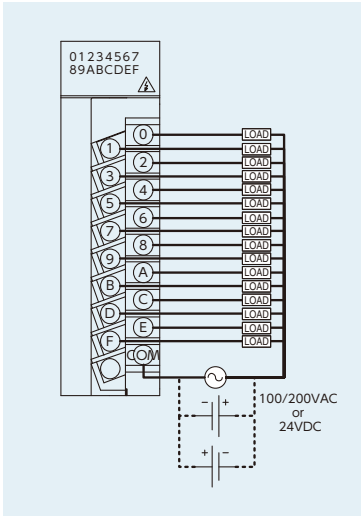 01234567
89ABCDEF
0 LOAD
1 LOAD
2 LOAD
3 LOAD
4 LOAD
5 LOAD
6 LOAD
7 LOAD
8 LOAD
9 LOAD
A LOAD
B LOAD
C LOAD
D LOAD
E LOAD
F LOAD
COM
100/200VAC
or
24VDC
− +
+ −